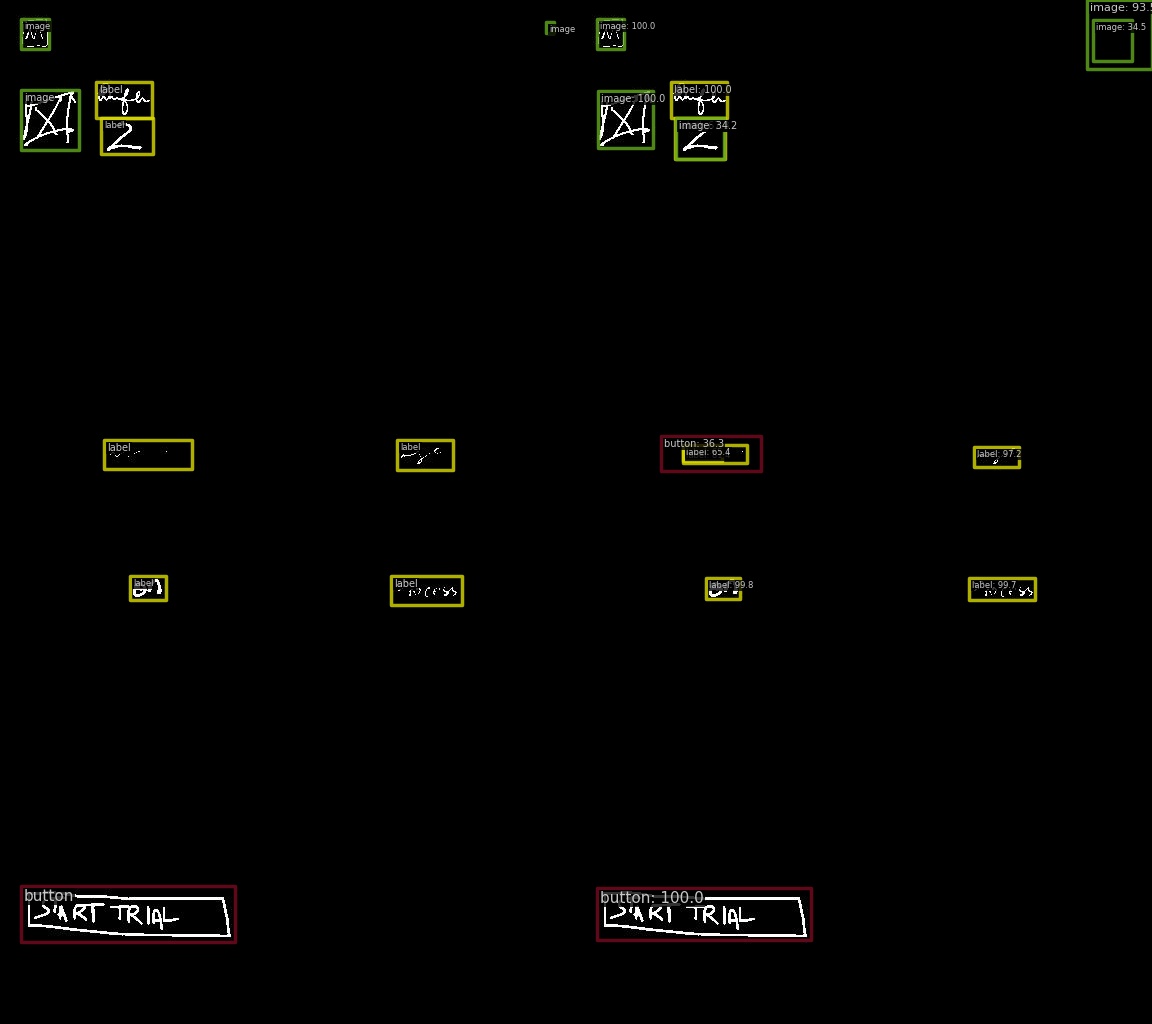 image image image: 100.0 image: 93.5
image: 34.5
image label image: 100.0 label: 100.0
label 2 image: 34.2 2
label label button: 36.3
label: 65.4 label: 97.2
label label label: 99.8 label: 99.7
button button: 100.0
START TRIAL START TRIAL